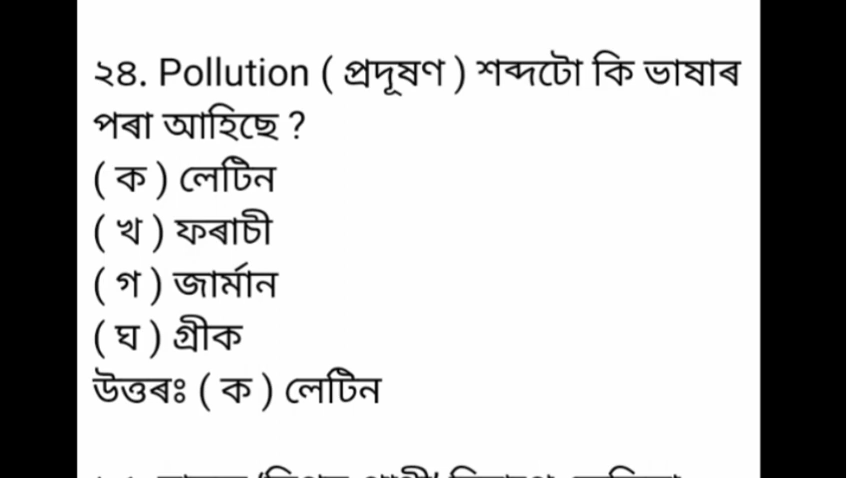 ২৪. Pollution ( প্ৰদূষণ ) শব্দটো কি ভাষাৰ
পৰা আহিছে ?
( ক ) লেটিন
( খ ) ফৰাচী
( গ ) জাৰ্মান
( ঘ ) গ্ৰীক
উত্তৰঃ ( ক ) লেটিন